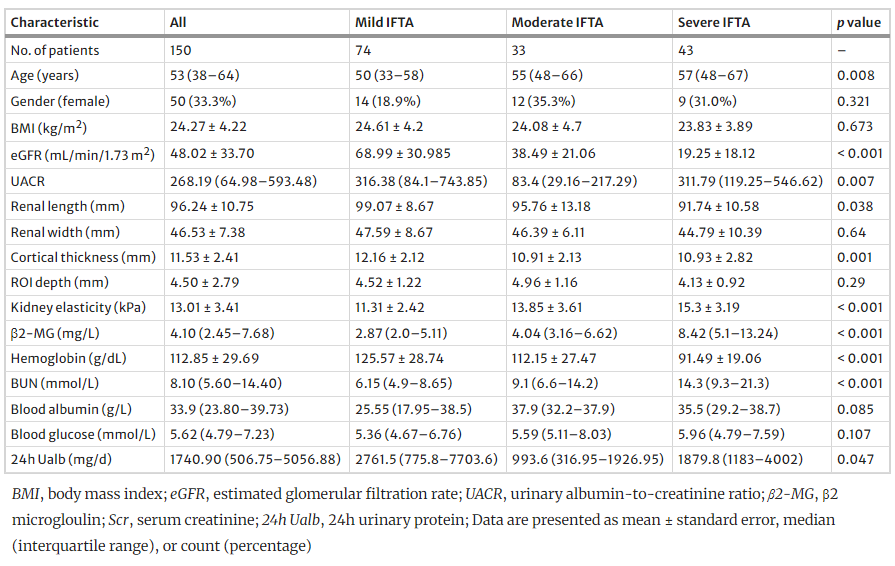 Characteristic All Mild IFTA Moderate IFTA Severe IFTA p value
No. of patients 150 74 33 43 –
Age (years) 53 (38–64) 50 (33–58) 55 (48–66) 57 (48–67) 0.008
Gender (female) 50 (33.3%) 14 (18.9%) 12 (35.3%) 9 (31.0%) 0.321
BMI (kg/m2) 24.27 ± 4.22 24.61 ± 4.2 24.08 ± 4.7 23.83 ± 3.89 0.673
eGFR (mL/min/1.73 m2) 48.02 ± 33.70 68.99 ± 30.985 38.49 ± 21.06 19.25 ± 18.12 < 0.001
UACR 268.19 (64.98–593.48) 316.38 (84.1–743.85) 83.4 (29.16–217.29) 311.79 (119.25–546.62) 0.007
Renal length (mm) 96.24 ± 10.75 99.07 ± 8.67 95.76 ± 13.18 91.74 ± 10.58 0.038
Renal width (mm) 46.53 ± 7.38 47.59 ± 8.67 46.39 ± 6.11 44.79 ± 10.39 0.64
Cortical thickness (mm) 11.53 ± 2.41 12.16 ± 2.12 10.91 ± 2.13 10.93 ± 2.82 0.001
ROI depth (mm) 4.50 ± 2.79 4.52 ± 1.22 4.96 ± 1.16 4.13 ± 0.92 0.29
Kidney elasticity (kPa) 13.01 ± 3.41 11.31 ± 2.42 13.85 ± 3.61 15.3 ± 3.19 < 0.001
β2-MG (mg/L) 4.10 (2.45–7.68) 2.87 (2.0–5.11) 4.04 (3.16–6.62) 8.42 (5.1–13.24) < 0.001
Hemoglobin (g/dL) 112.85 ± 29.69 125.57 ± 28.74 112.15 ± 27.47 91.49 ± 19.06 < 0.001
BUN (mmol/L) 8.10 (5.60–14.40) 6.15 (4.9–8.65) 9.1 (6.6–14.2) 14.3 (9.3–21.3) < 0.001
Blood albumin (g/L) 33.9 (23.80–39.73) 25.55 (17.95–38.5) 37.9 (32.2–37.9) 35.5 (29.2–38.7) 0.085
Blood glucose (mmol/L) 5.62 (4.79–7.23) 5.36 (4.67–6.76) 5.59 (5.11–8.03) 5.96 (4.79–7.59) 0.107
24h Ualb (mg/d) 1740.90 (506.75–5056.88) 2761.5 (775.8–7703.6) 993.6 (316.95–1926.95) 1879.8 (1183–4002) 0.047
BMI, body mass index; eGFR, estimated glomerular filtration rate; UACR, urinary albumin-to-creatinine ratio; β2-MG, β2
microgloulin; Scr, serum creatinine; 24h Ualb, 24h urinary protein; Data are presented as mean ± standard error, median
(interquartile range), or count (percentage)